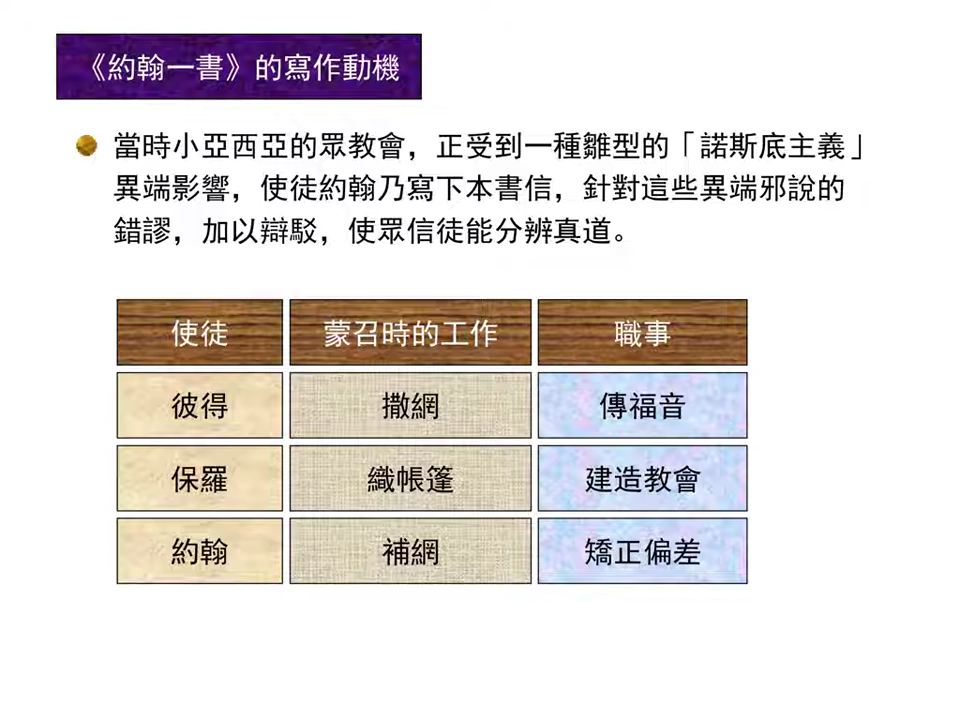 《約翰一書》的寫作動機
當時小亞西亞的眾教會，正受到一種雛型的「諾斯底主義」
異端影響，使徒約翰乃寫下本書信，針對這些異端邪說的
錯謬，加以辯駁，使眾信徒能分辨真道。
使徒 蒙召時的工作 職事
彼得 撒網 傳福音
保羅 織帳篷 建造教會
約翰 補網 矯正偏差